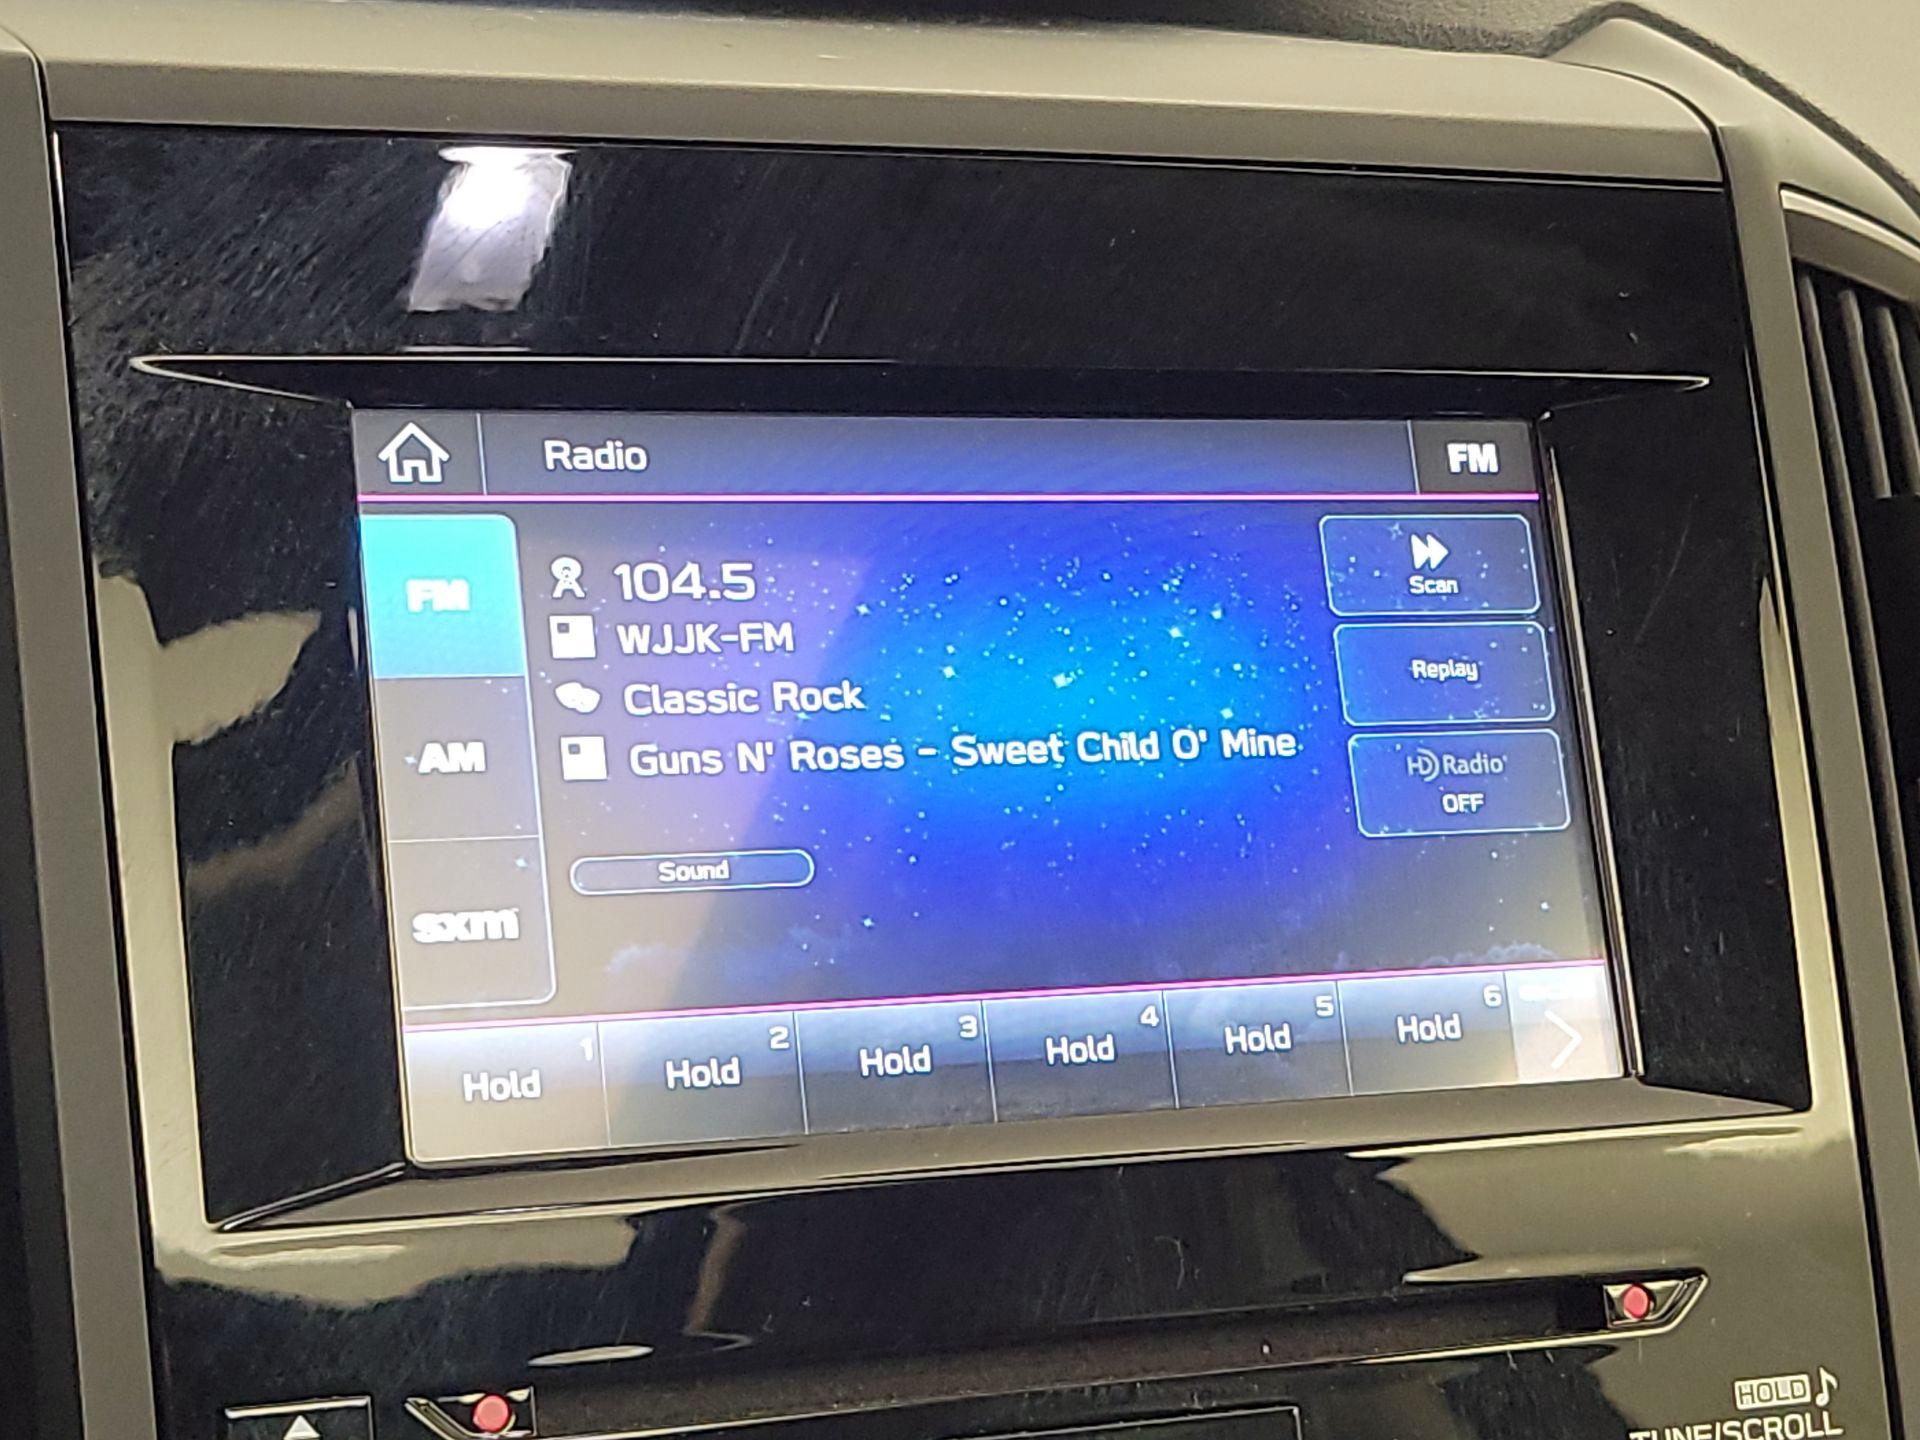 Radio
FM
FM
104.5
Scan
WJJK-FM
Replay
Classic Rock
AM
Guns N' Roses - Sweet Child O' Mine
HD Radio
OFF
Sound
sxm
1
Hold
2
Hold
3
Hold
4
Hold
5
Hold
6
Hold
HOLD
TUNE/SCROLL